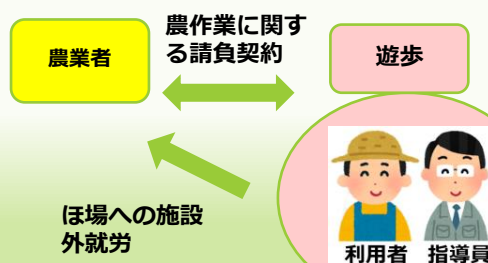 農作業に関す
る請負契約
農業者
遊歩
ほ場への施設
外就労
利用者 指導員